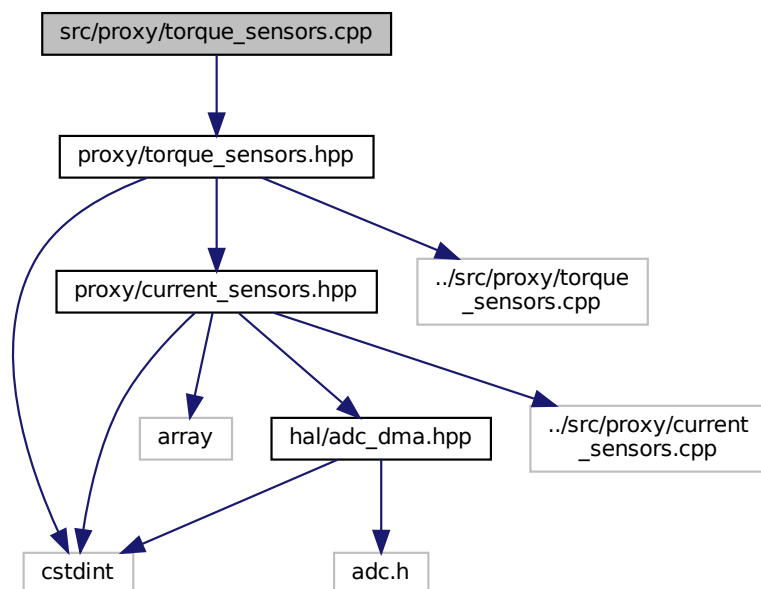 src/proxy/torque_sensors.cpp
proxy/torque_sensors.hpp
proxy/current_sensors.hpp
../src/proxy/torque
_sensors.cpp
array
hal/adc_dma.hpp
../src/proxy/current
_sensors.cpp
cstdint
adc.h